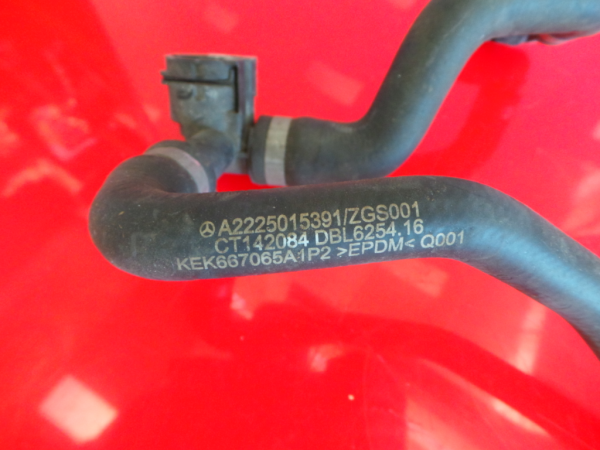 A2225015391/ZGS001
CT142084 DBL6254.16
KEK667065A1P2 >EPDM< Q001